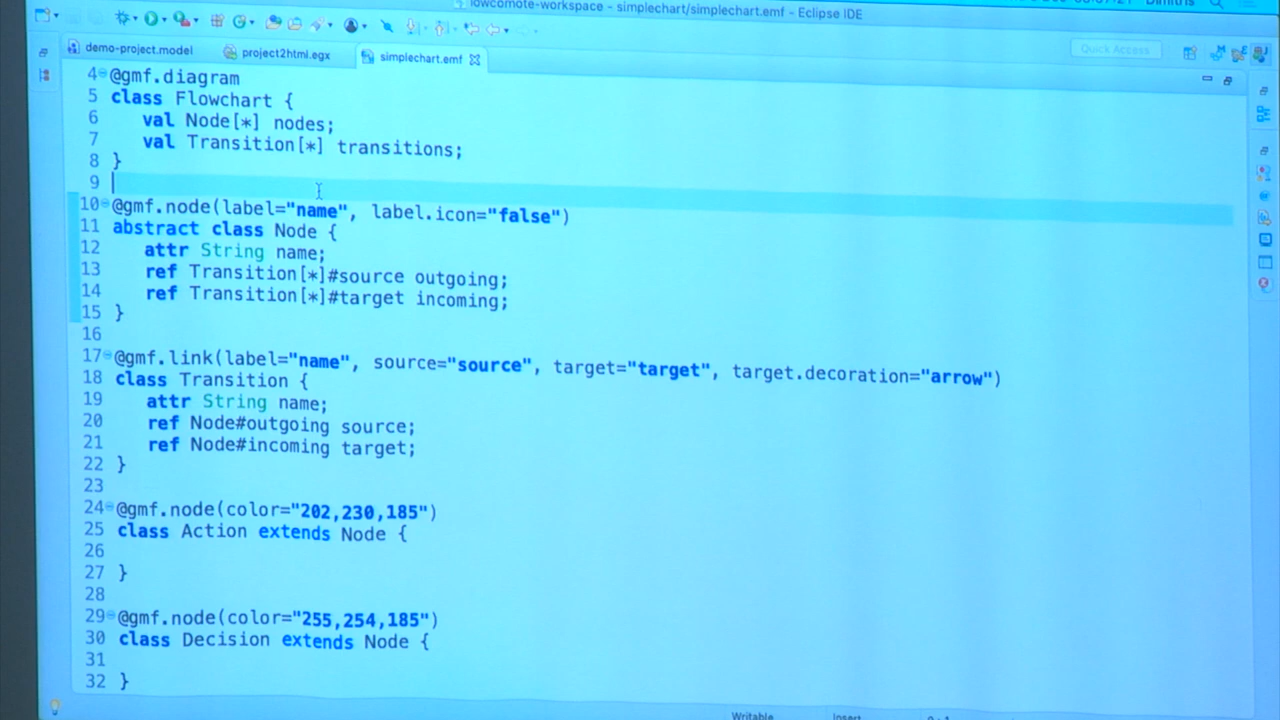 lowcomote-workspace - simplechart/simplechart.emf - Eclipse IDE
Quick Access
demo-project.model
project2html.egx
simplechart.emf
4 @gmf.diagram
5 class Flowchart {
6 val Node[*] nodes;
7 val Transition[*] transitions;
8 }
9
10 @gmf.node(label="name", label.icon="false")
11 abstract class Node {
12 attr String name;
13 ref Transition[*]#source outgoing;
14 ref Transition[*]#target incoming;
15 }
16
17 @gmf.link(label="name", source="source", target="target", target.decoration="arrow")
18 class Transition {
19 attr String name;
20 ref Node#outgoing source;
21 ref Node#incoming target;
22 }
23
24 @gmf.node(color="202,230,185")
25 class Action extends Node {
26
27 }
28
29 @gmf.node(color="255,254,185")
30 class Decision extends Node {
31
32 }
Writable
Insert